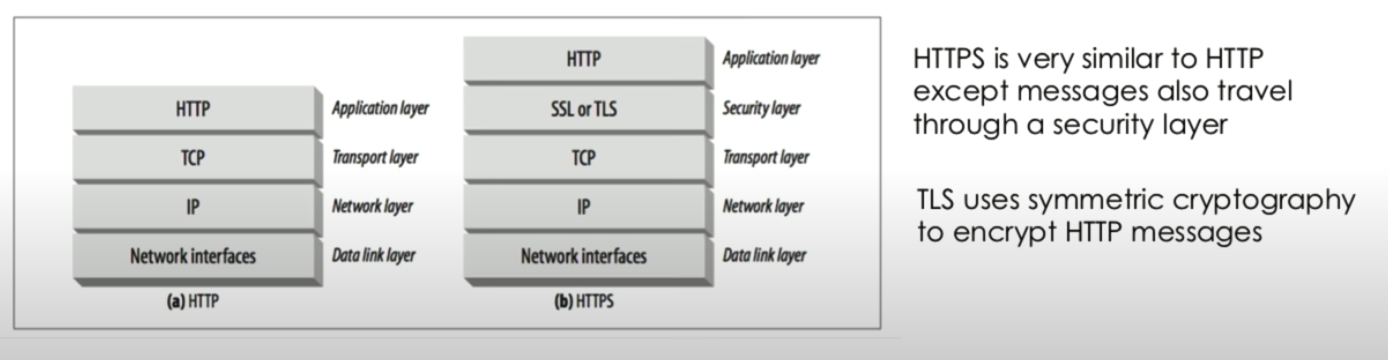 HTTP Application layer
SSL or TLS Security layer
TCP Transport layer
IP Network layer
Network interfaces Data link layer
(b) HTTPS
HTTP Application layer
TCP Transport layer
IP Network layer
Network interfaces Data link layer
(a) HTTP
HTTPS is very similar to HTTP
except messages also travel
through a security layer
TLS uses symmetric cryptography
to encrypt HTTP messages